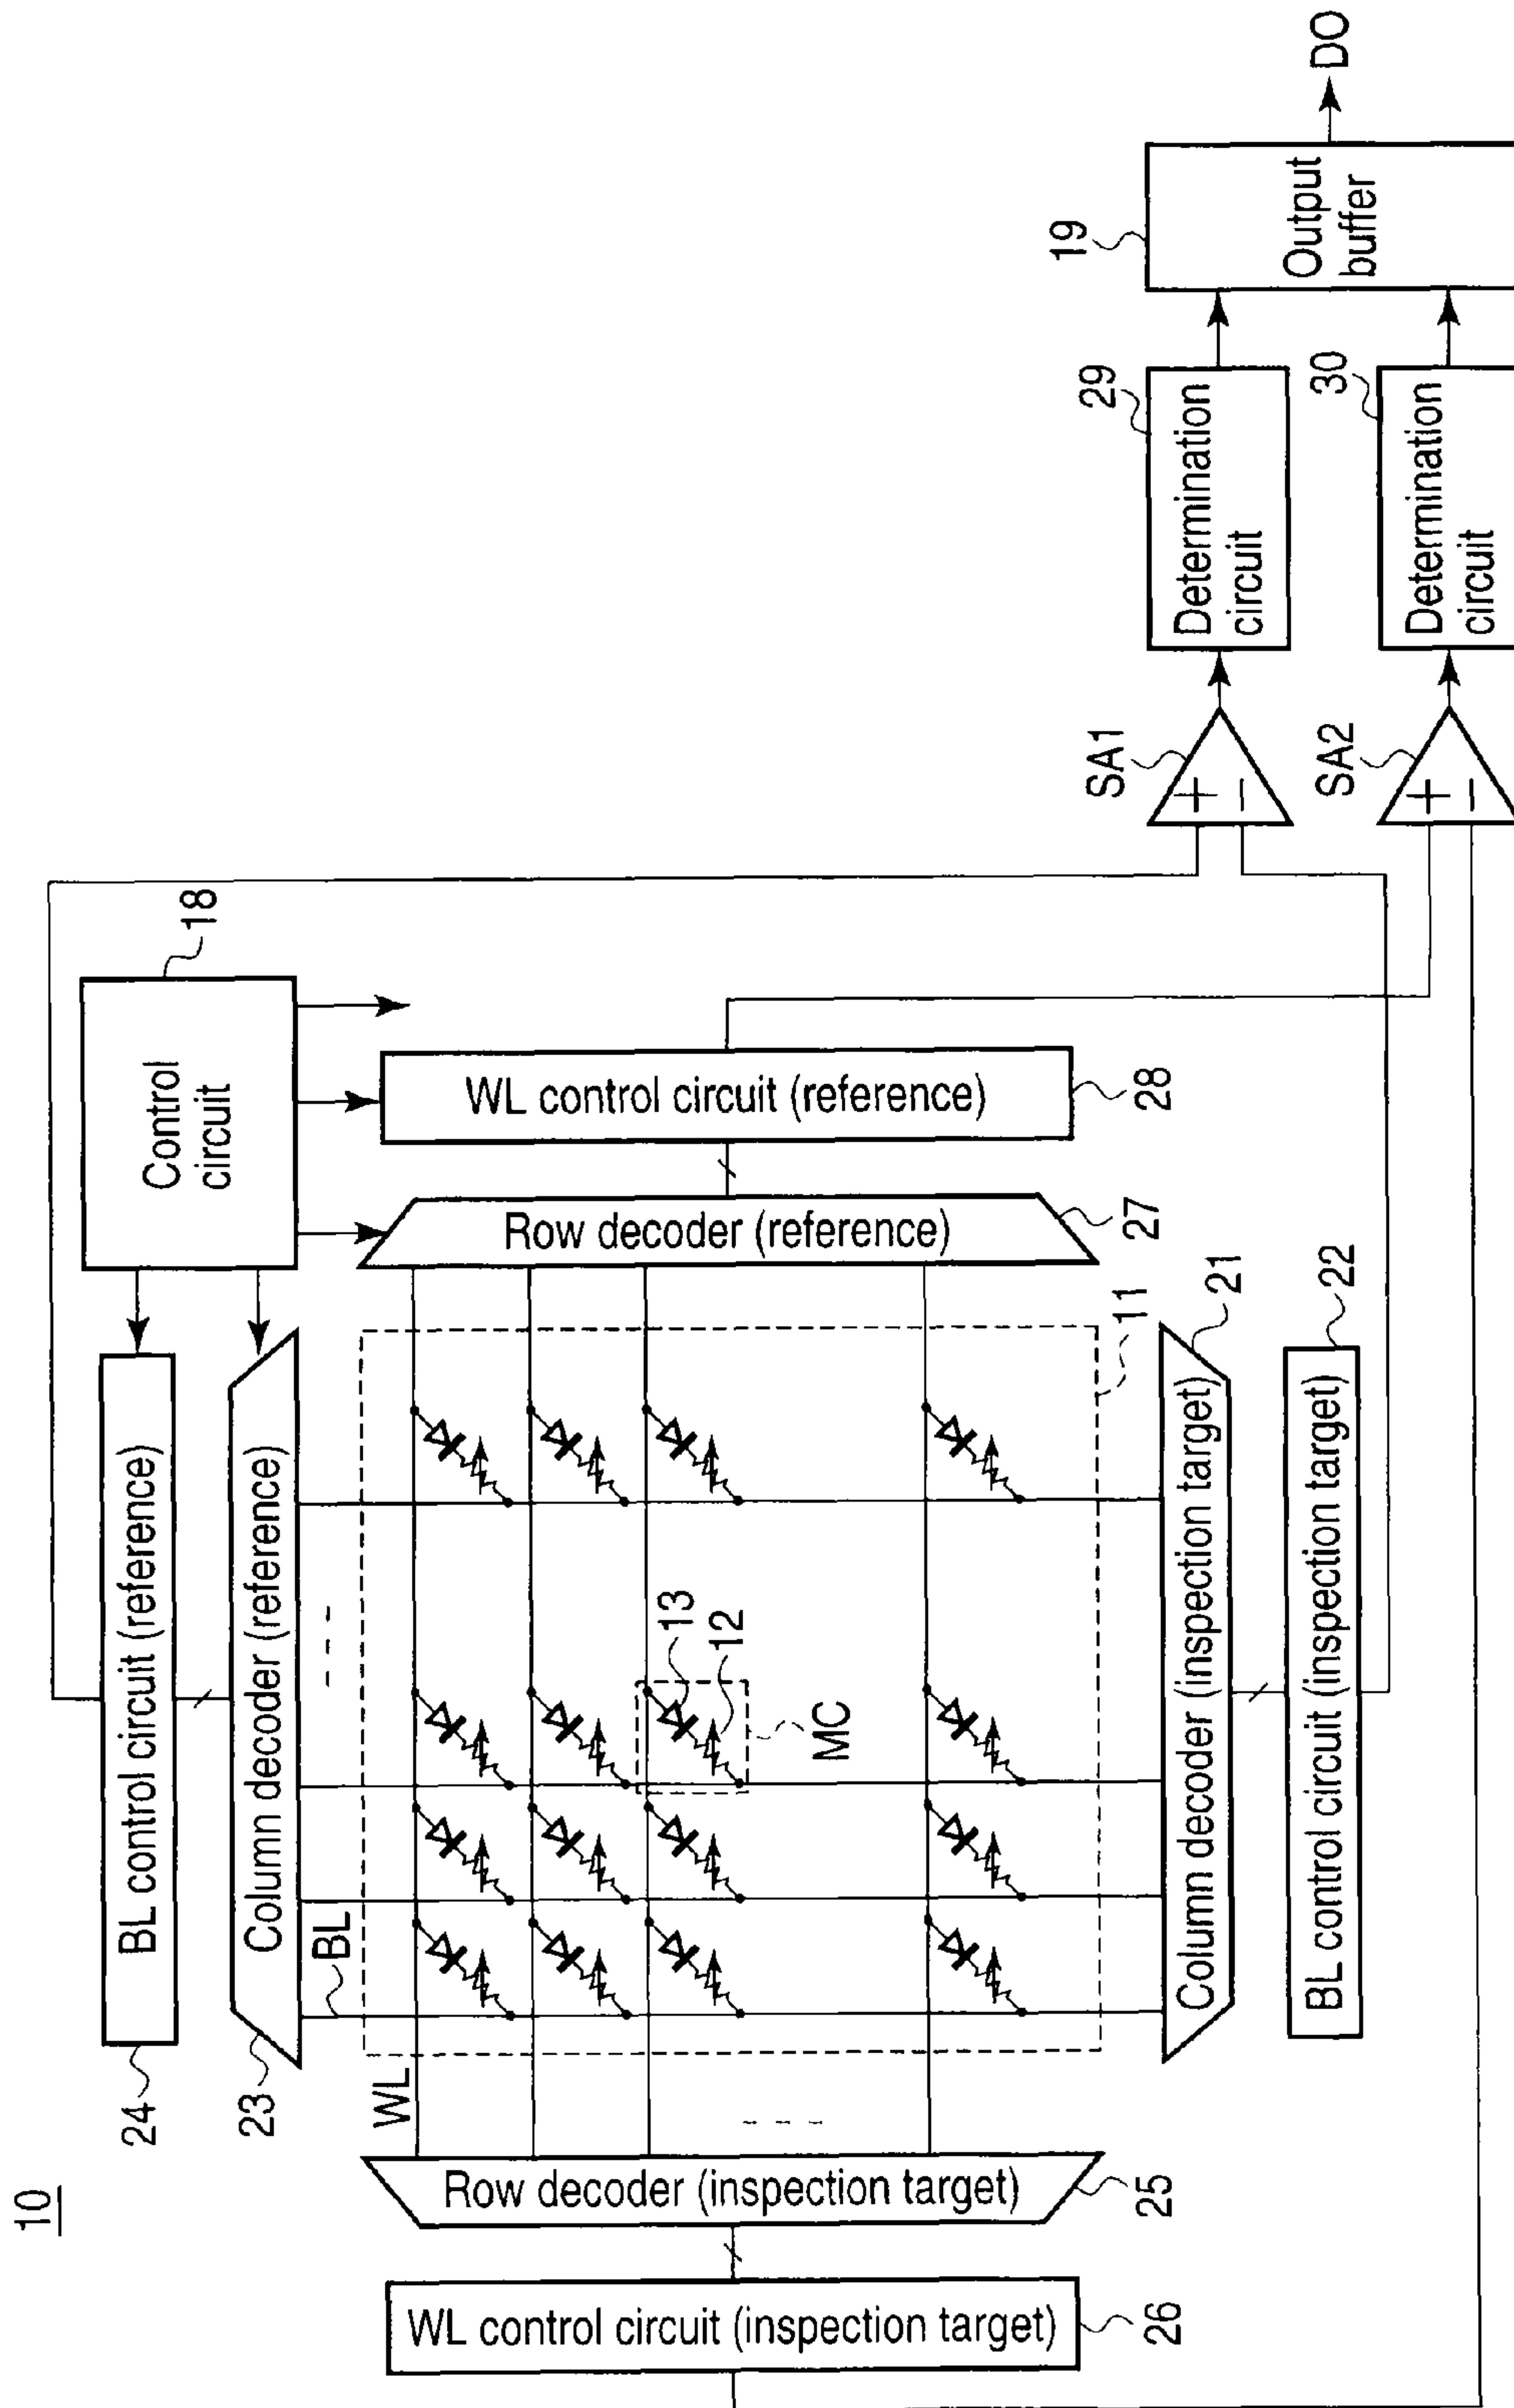 10
24
BL control circuit (reference)
Control
circuit
18
23
Column decoder (reference)
BL
WL
WL control circuit (inspection target)
26
Row decoder (inspection target)
25
13
12
MC
11
Row decoder (reference)
27
WL control circuit (reference)
28
Column decoder (inspection target)
21
BL control circuit (inspection target)
22
SA1
+
−
29
Determination
circuit
19
Output
buffer
DO
SA2
+
−
30
Determination
circuit